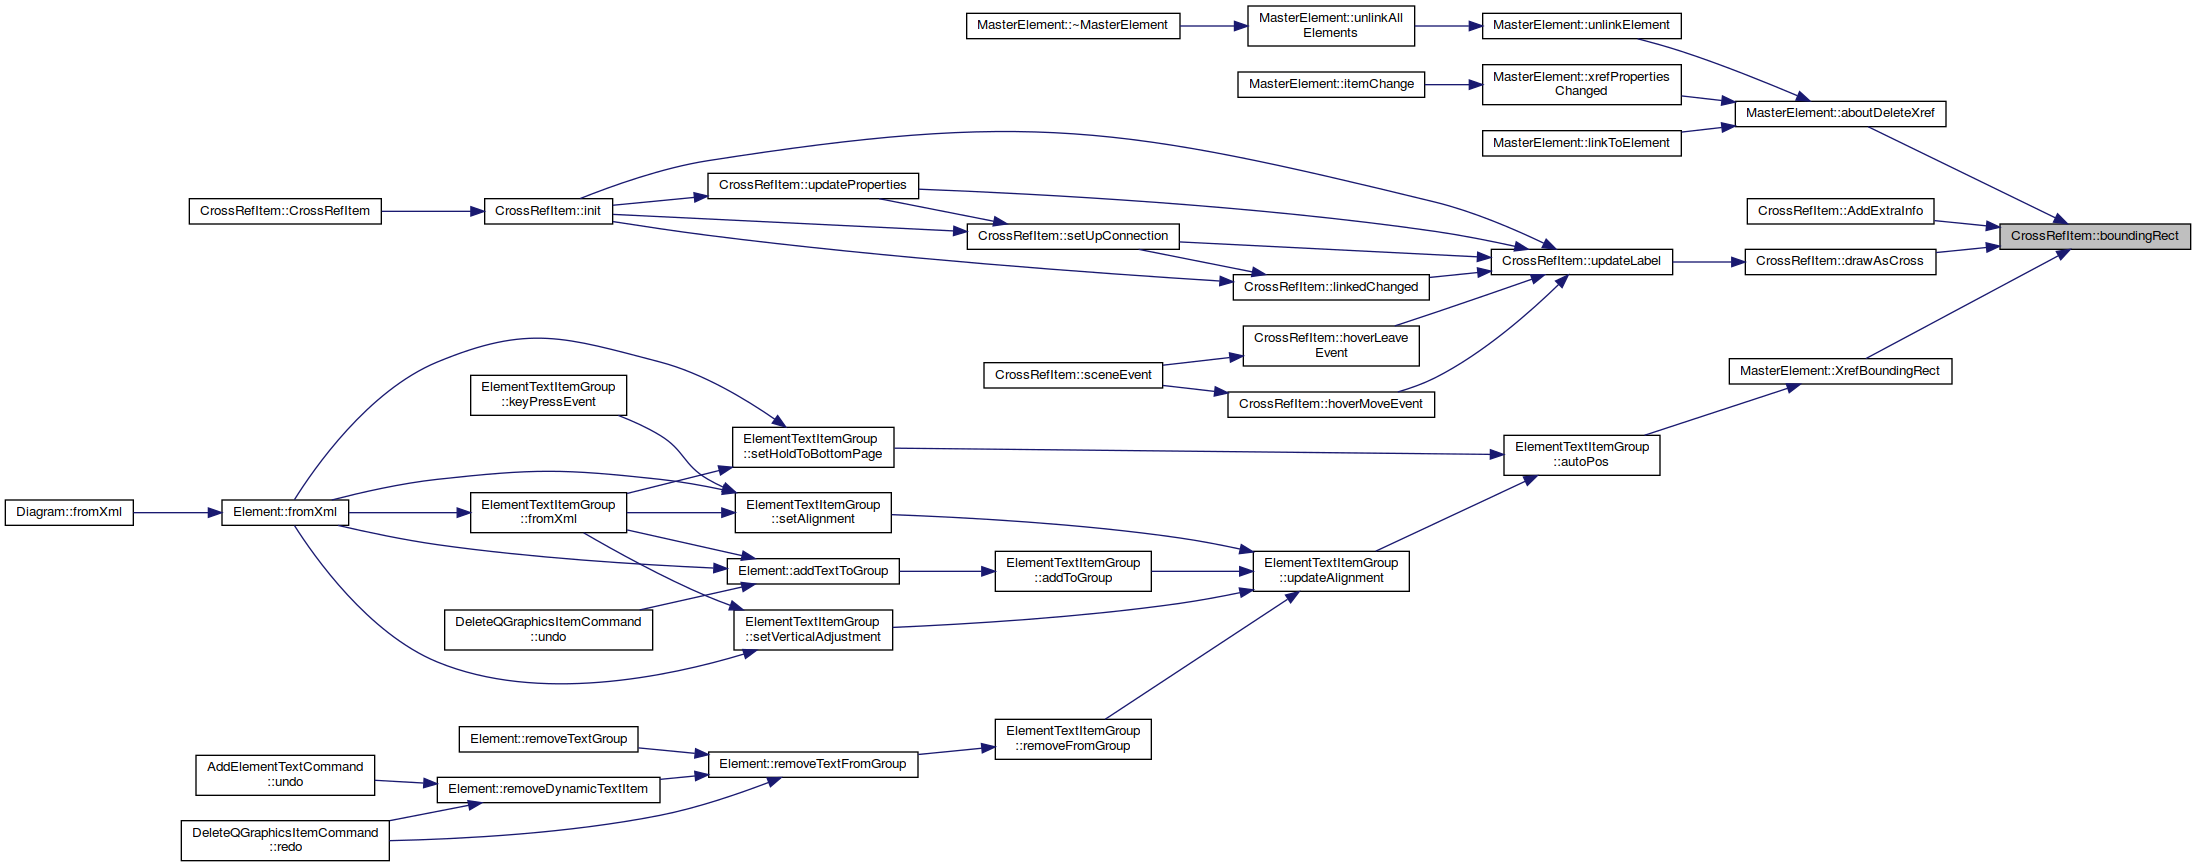 MasterElement::~MasterElement
MasterElement::unlinkAll
Elements
MasterElement::unlinkElement
MasterElement::itemChange
MasterElement::xrefProperties
Changed
MasterElement::aboutDeleteXref
MasterElement::linkToElement
CrossRefItem::CrossRefItem
CrossRefItem::init
CrossRefItem::updateProperties
CrossRefItem::setUpConnection
CrossRefItem::linkedChanged
CrossRefItem::updateLabel
CrossRefItem::AddExtraInfo
CrossRefItem::drawAsCross
CrossRefItem::boundingRect
CrossRefItem::hoverLeave
Event
CrossRefItem::sceneEvent
CrossRefItem::hoverMoveEvent
MasterElement::XrefBoundingRect
ElementTextItemGroup
::keyPressEvent
ElementTextItemGroup
::setHoldToBottomPage
ElementTextItemGroup
::autoPos
Diagram::fromXml
Element::fromXml
ElementTextItemGroup
::fromXml
ElementTextItemGroup
::setAlignment
Element::addTextToGroup
ElementTextItemGroup
::addToGroup
ElementTextItemGroup
::updateAlignment
DeleteQGraphicsItemCommand
::undo
ElementTextItemGroup
::setVerticalAdjustment
Element::removeTextGroup
Element::removeTextFromGroup
ElementTextItemGroup
::removeFromGroup
AddElementTextCommand
::undo
Element::removeDynamicTextItem
DeleteQGraphicsItemCommand
::redo